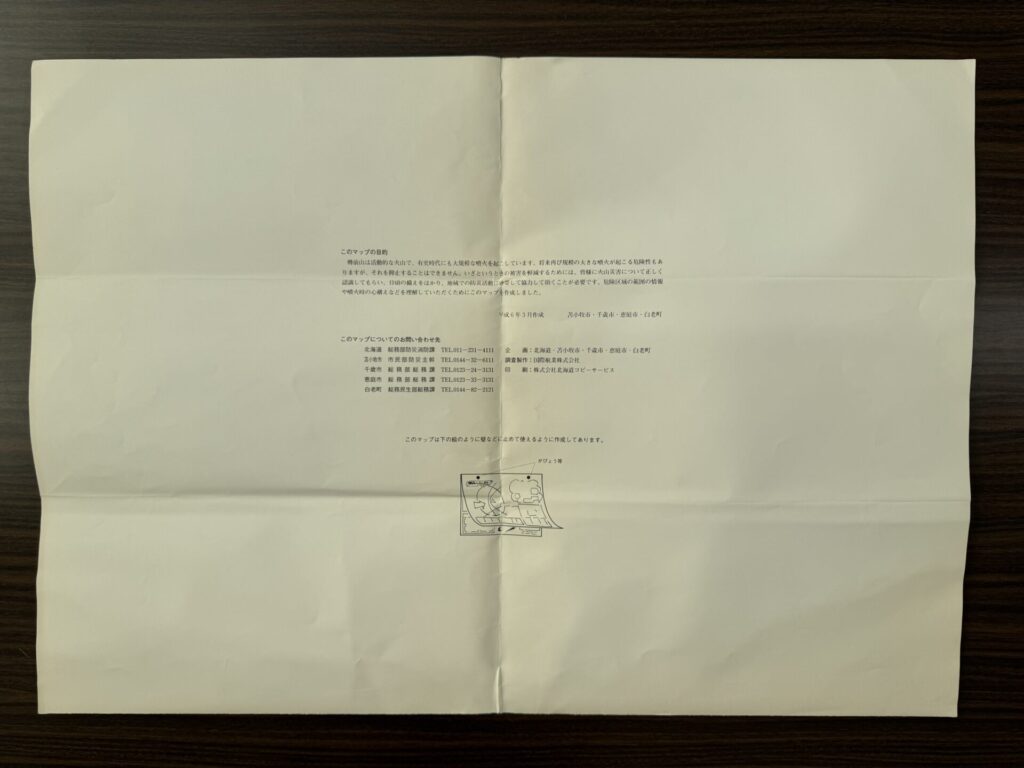 このマップの目的
樽前山は活動的な火山で、有史時代にも大規模な噴火を起こしています。将来再び規模の大きな噴火が起こる危険性もあ
りますが、それを抑止することはできません。いざというときの被害を軽減するためには、皆様に火山災害について正しく
認識してもらい、日頃の備えをはかり、地域での防災活動に参加して協力して頂くことが必要です。危険区域の範囲の情報
や噴火時の心構えなどを理解していただくためにこのマップを作成しました。
平成6年3月作成 苫小牧市・千歳市・恵庭市・白老町
このマップについてのお問い合わせ先
北海道 総務部防災消防課 TEL.011-231-4111
苫小牧市 市民部防災主幹 TEL.0144-32-6111
千歳市 総務部総務課 TEL.0123-24-3131
恵庭市 総務部総務課 TEL.0123-33-3131
白老町 総務民生部総務課 TEL.0144-82-2121
企 画：北海道・苫小牧市・千歳市・恵庭市・白老町
調査製作：国際航業株式会社
印 刷：株式会社北海道コピーサービス
このマップは下の絵のように壁などに止めて使えるように作成してあります。
がびょう等